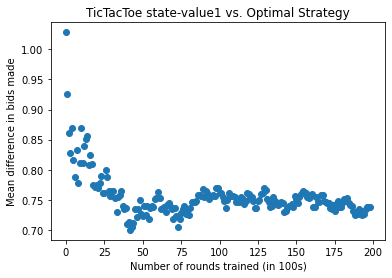 TicTacToe state-value1 vs. Optimal Strategy
Mean difference in bids made
1.00
0.95
0.90
0.85
0.80
0.75
0.70
0 25 50 75 100 125 150 175 200
Number of rounds trained (in 100s)